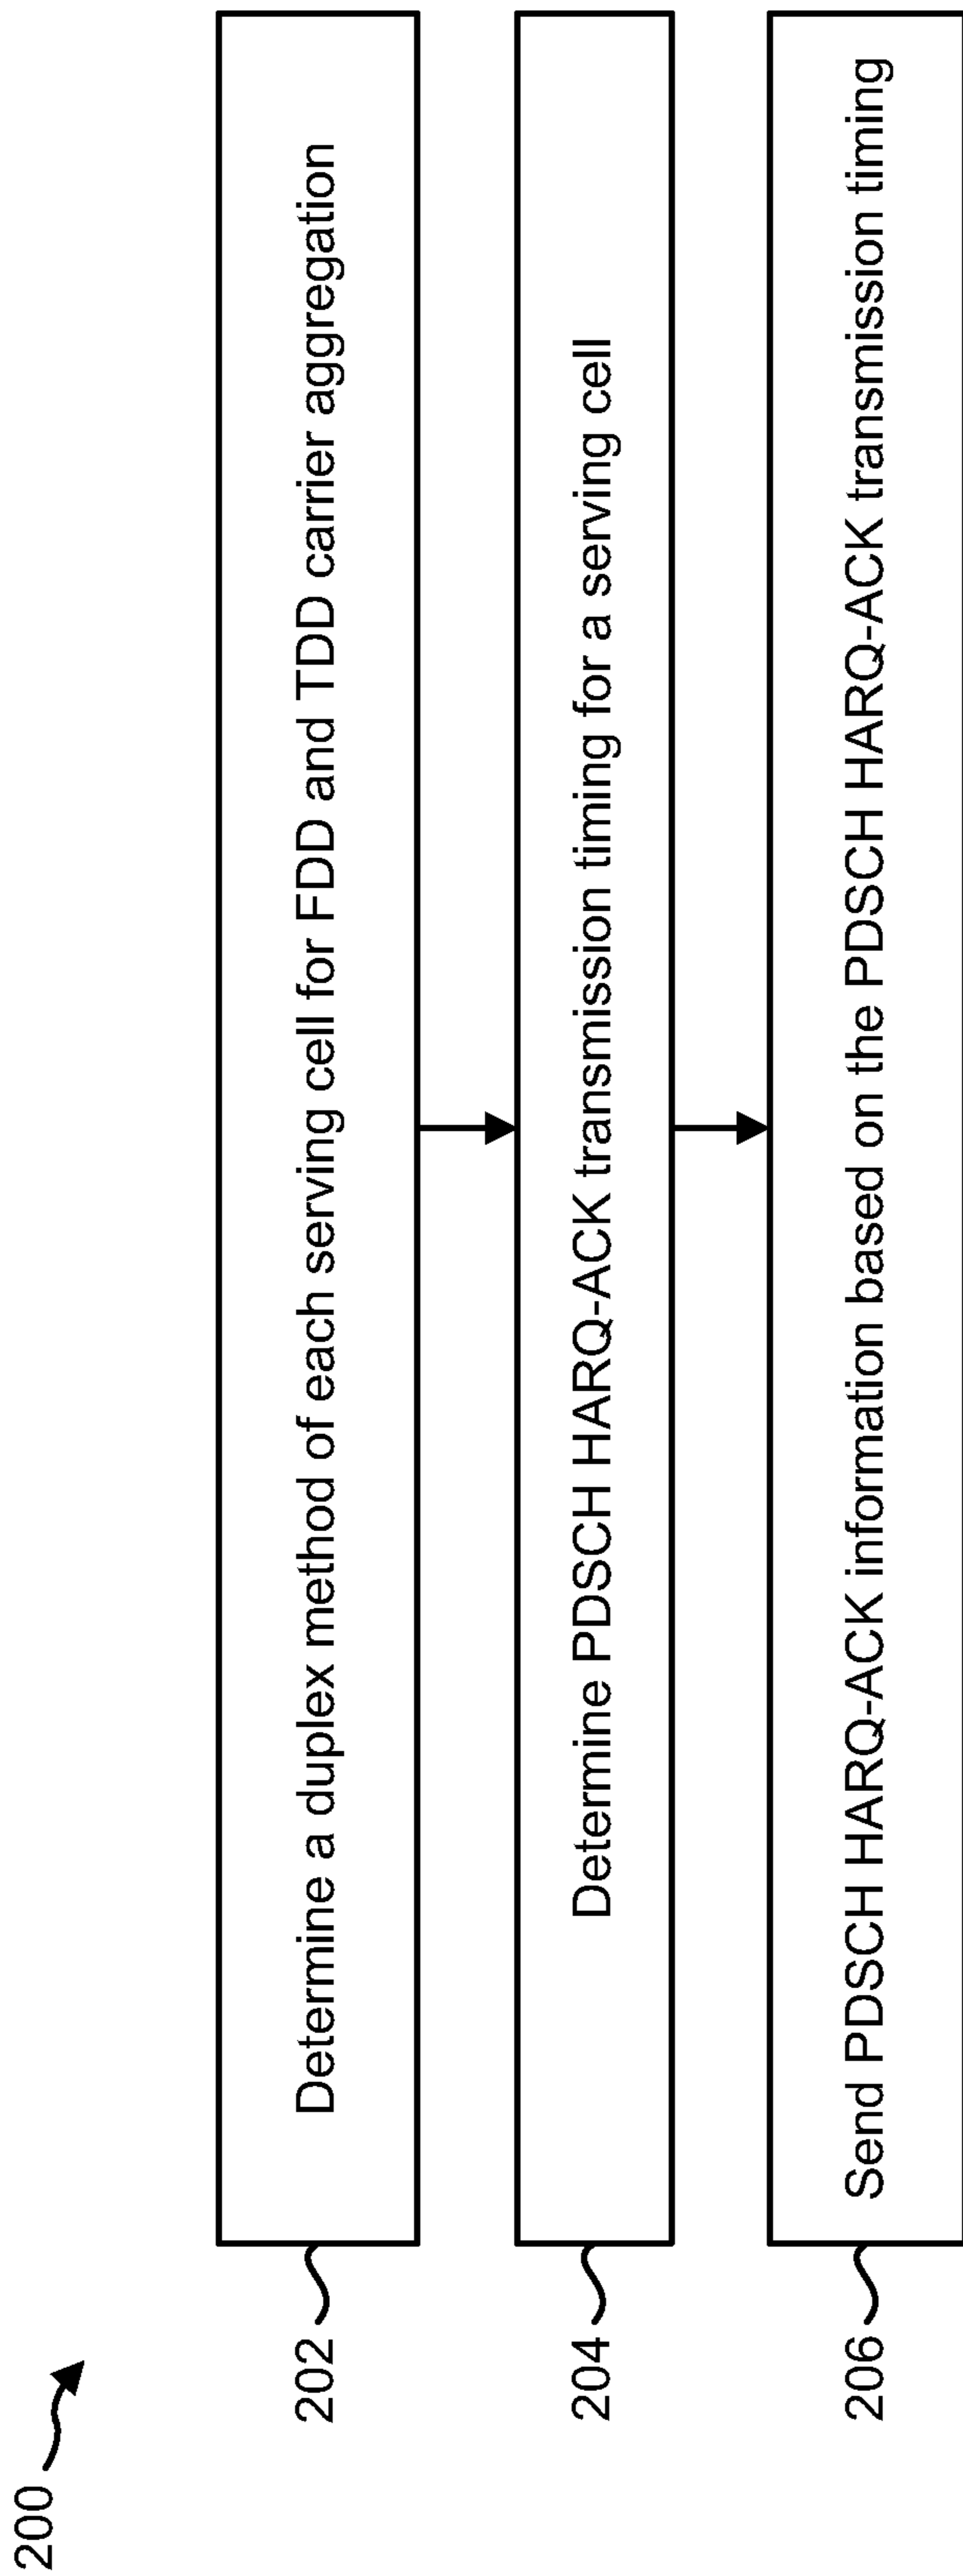 200
202
Determine a duplex method of each serving cell for FDD and TDD carrier aggregation
204
Determine PDSCH HARQ-ACK transmission timing for a serving cell
206
Send PDSCH HARQ-ACK information based on the PDSCH HARQ-ACK transmission timing